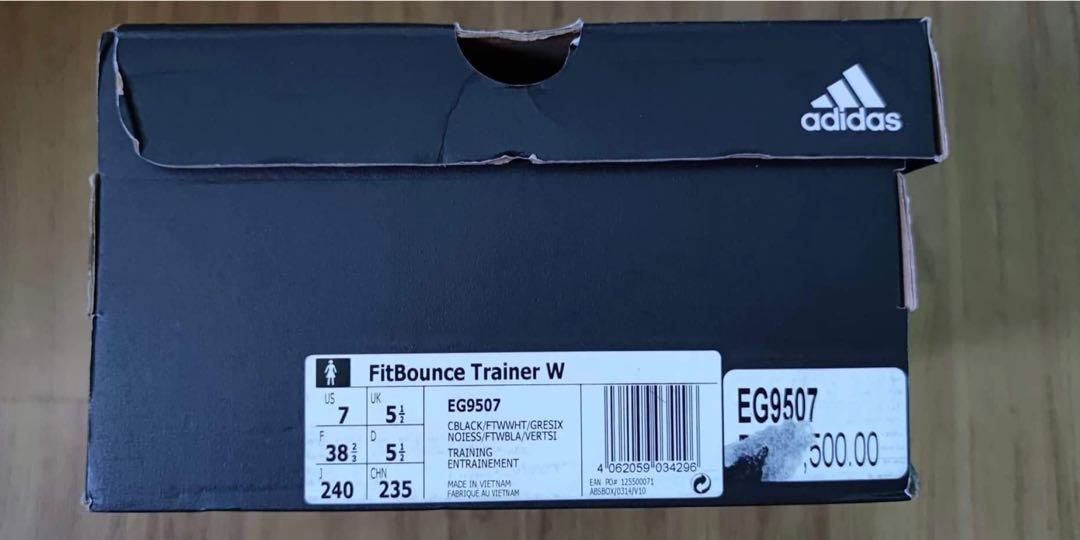 adidas
FitBounce Trainer W
US
7
UK
5 1/2
F
38 2/3
D
5 1/2
J
240
CHN
235
EG9507
CBLACK/FTWWHT/GRESIX
NOIESS/FTWBLA/VERTSI
TRAINING
ENTRAINEMENT
MADE IN VIETNAM
FABRIQUE AU VIETNAM
4 062059 034296
EAN PO# 125500071
ABSBOX/0314/V10
EG9507
,500.00